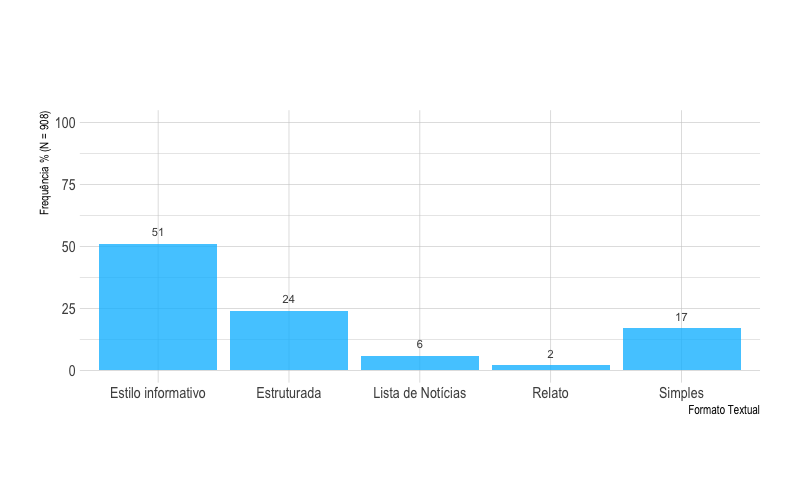 Frequência % (N = 908)
100
75
50
25
0
51
24
6
2
17
Estilo informativo
Estruturada
Lista de Notícias
Relato
Simples
Formato Textual